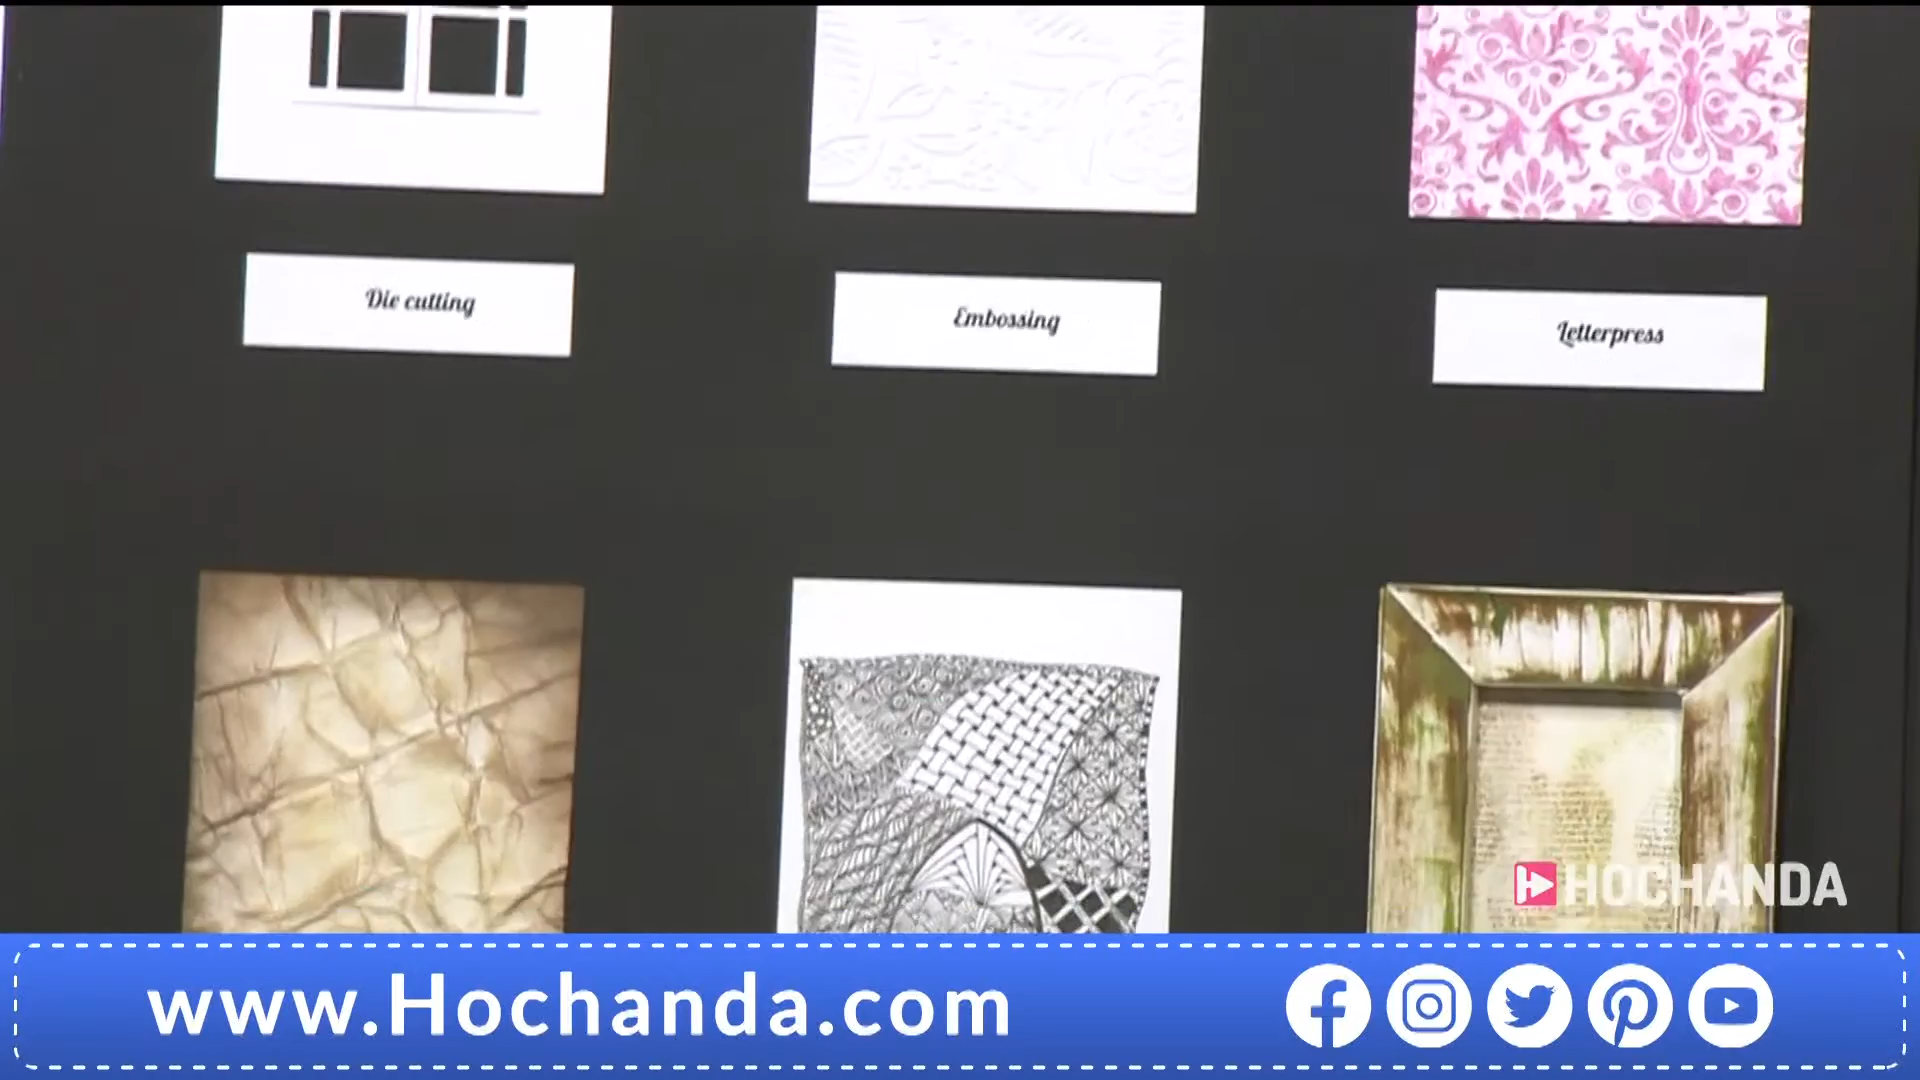 Die cutting
Embossing
Letterpress
HOCHANDA
www.Hochanda.com